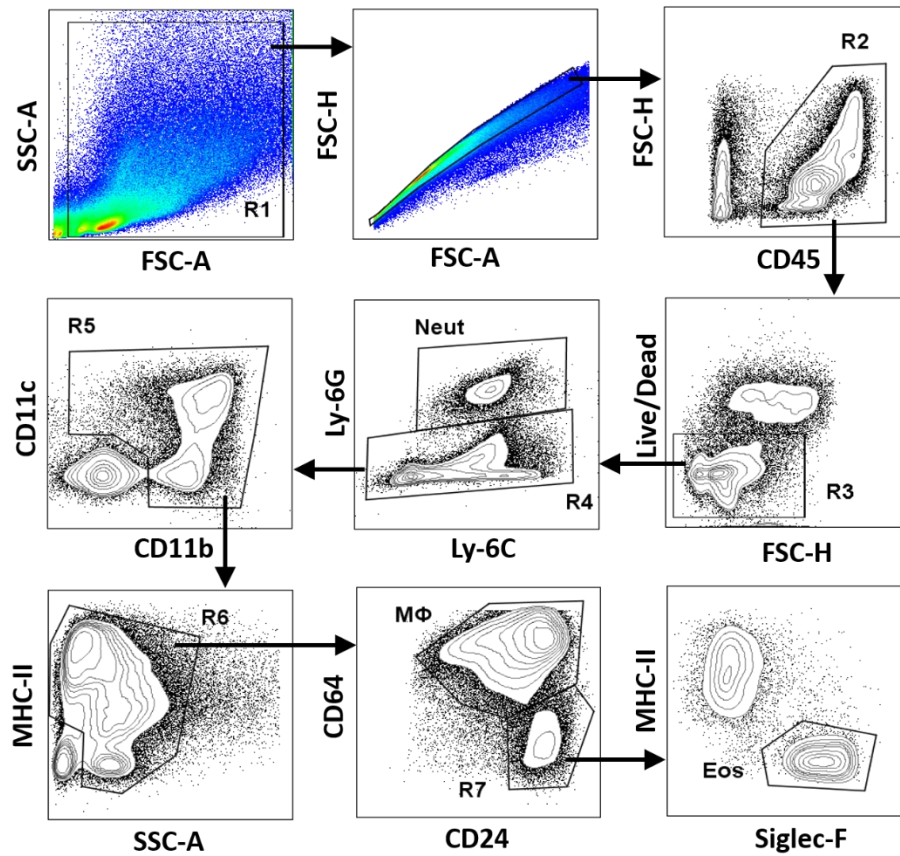 SSC-A
R1
FSC-A
FSC-H
FSC-A
FSC-H
R2
CD45
R5
CD11c
CD11b
Neut
Ly-6G
R4
Ly-6C
Live/Dead
R3
FSC-H
MHC-II
R6
SSC-A
MΦ
CD64
R7
CD24
MHC-II
Eos
Siglec-F